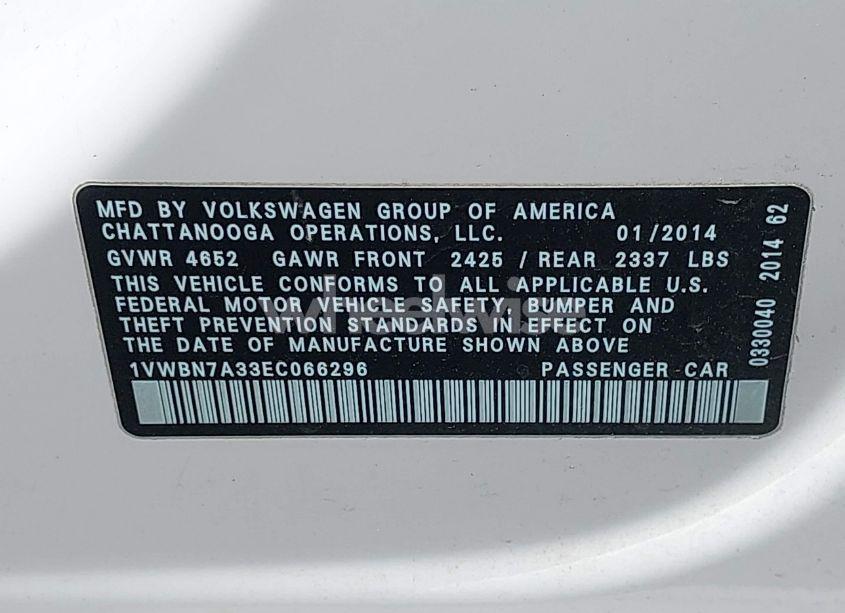 MFD BY VOLKSWAGEN GROUP OF AMERICA
CHATTANOOGA OPERATIONS, LLC. 01/2014
GVWR 4652 GAWR FRONT 2425 / REAR 2337 LBS
THIS VEHICLE CONFORMS TO ALL APPLICABLE U.S.
FEDERAL MOTOR VEHICLE SAFETY, BUMPER AND
THEFT PREVENTION STANDARDS IN EFFECT ON
THE DATE OF MANUFACTURE SHOWN ABOVE
1VWBN7A33EC066296 PASSENGER CAR
0330040 2014 62
wheelwise